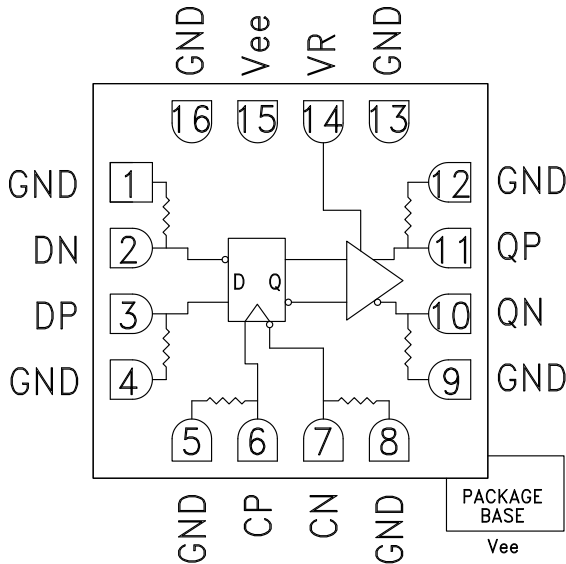 GND Vee VR GND
16 15 14 13
GND 1 12 GND
DN 2 11 QP
D Q
DP 3 10 QN
GND 4 9 GND
5 6 7 8
GND CP CN GND
PACKAGE
BASE
Vee